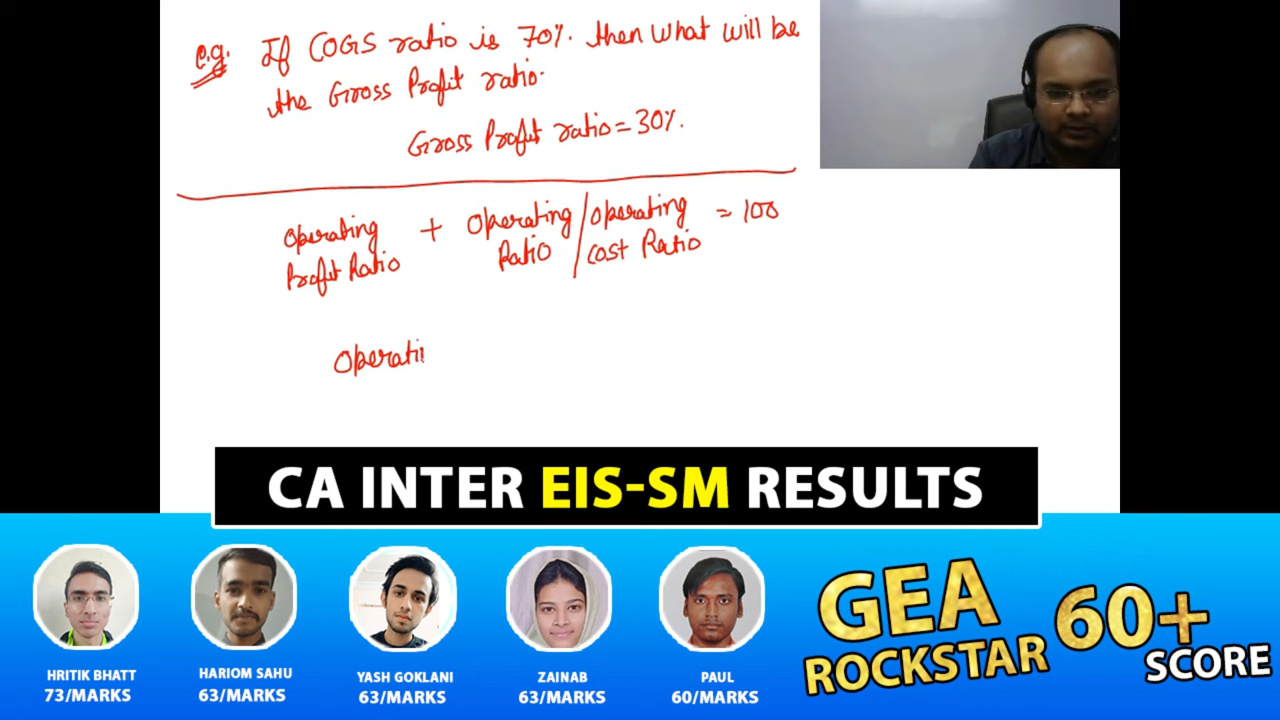 e.g. If COGS ratio is 70%. then what will be
the Gross Profit ratio.
Gross Profit ratio = 30%.
Operating Profit Ratio + Operating Ratio / Operating cost Ratio = 100
Operati
CA INTER EIS-SM RESULTS
GEA
ROCKSTAR
60+
SCORE
HRITIK BHATT
73/MARKS
HARIOM SAHU
63/MARKS
YASH GOKLANI
63/MARKS
ZAINAB
63/MARKS
PAUL
60/MARKS